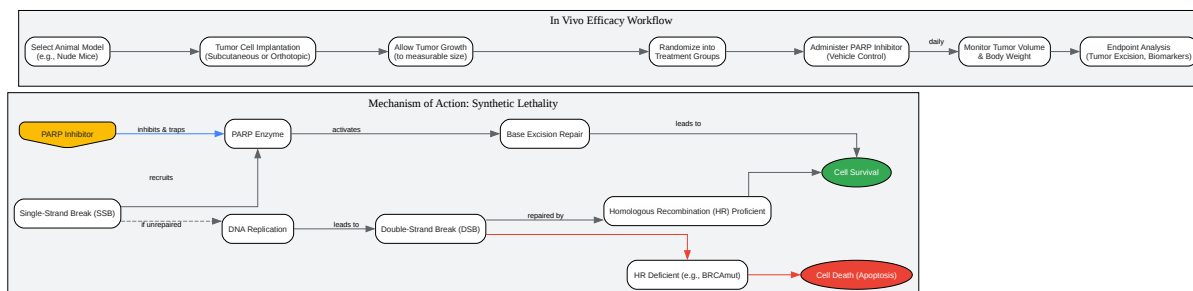 In Vivo Efficacy Workflow
Select Animal Model
(e.g., Nude Mice)
Tumor Cell Implantation
(Subcutaneous or Orthotopic)
Allow Tumor Growth
(to measurable size)
Randomize into
Treatment Groups
Administer PARP Inhibitor
(Vehicle Control)
daily
Monitor Tumor Volume
& Body Weight
Endpoint Analysis
(Tumor Excision, Biomarkers)
Mechanism of Action: Synthetic Lethality
PARP Inhibitor
inhibits & traps
PARP Enzyme
activates
Base Excision Repair
leads to
Cell Survival
recruits
Single-Strand Break (SSB)
if unrepaired
DNA Replication
leads to
Double-Strand Break (DSB)
repaired by
Homologous Recombination (HR) Proficient
HR Deficient (e.g., BRCAmut)
Cell Death (Apoptosis)